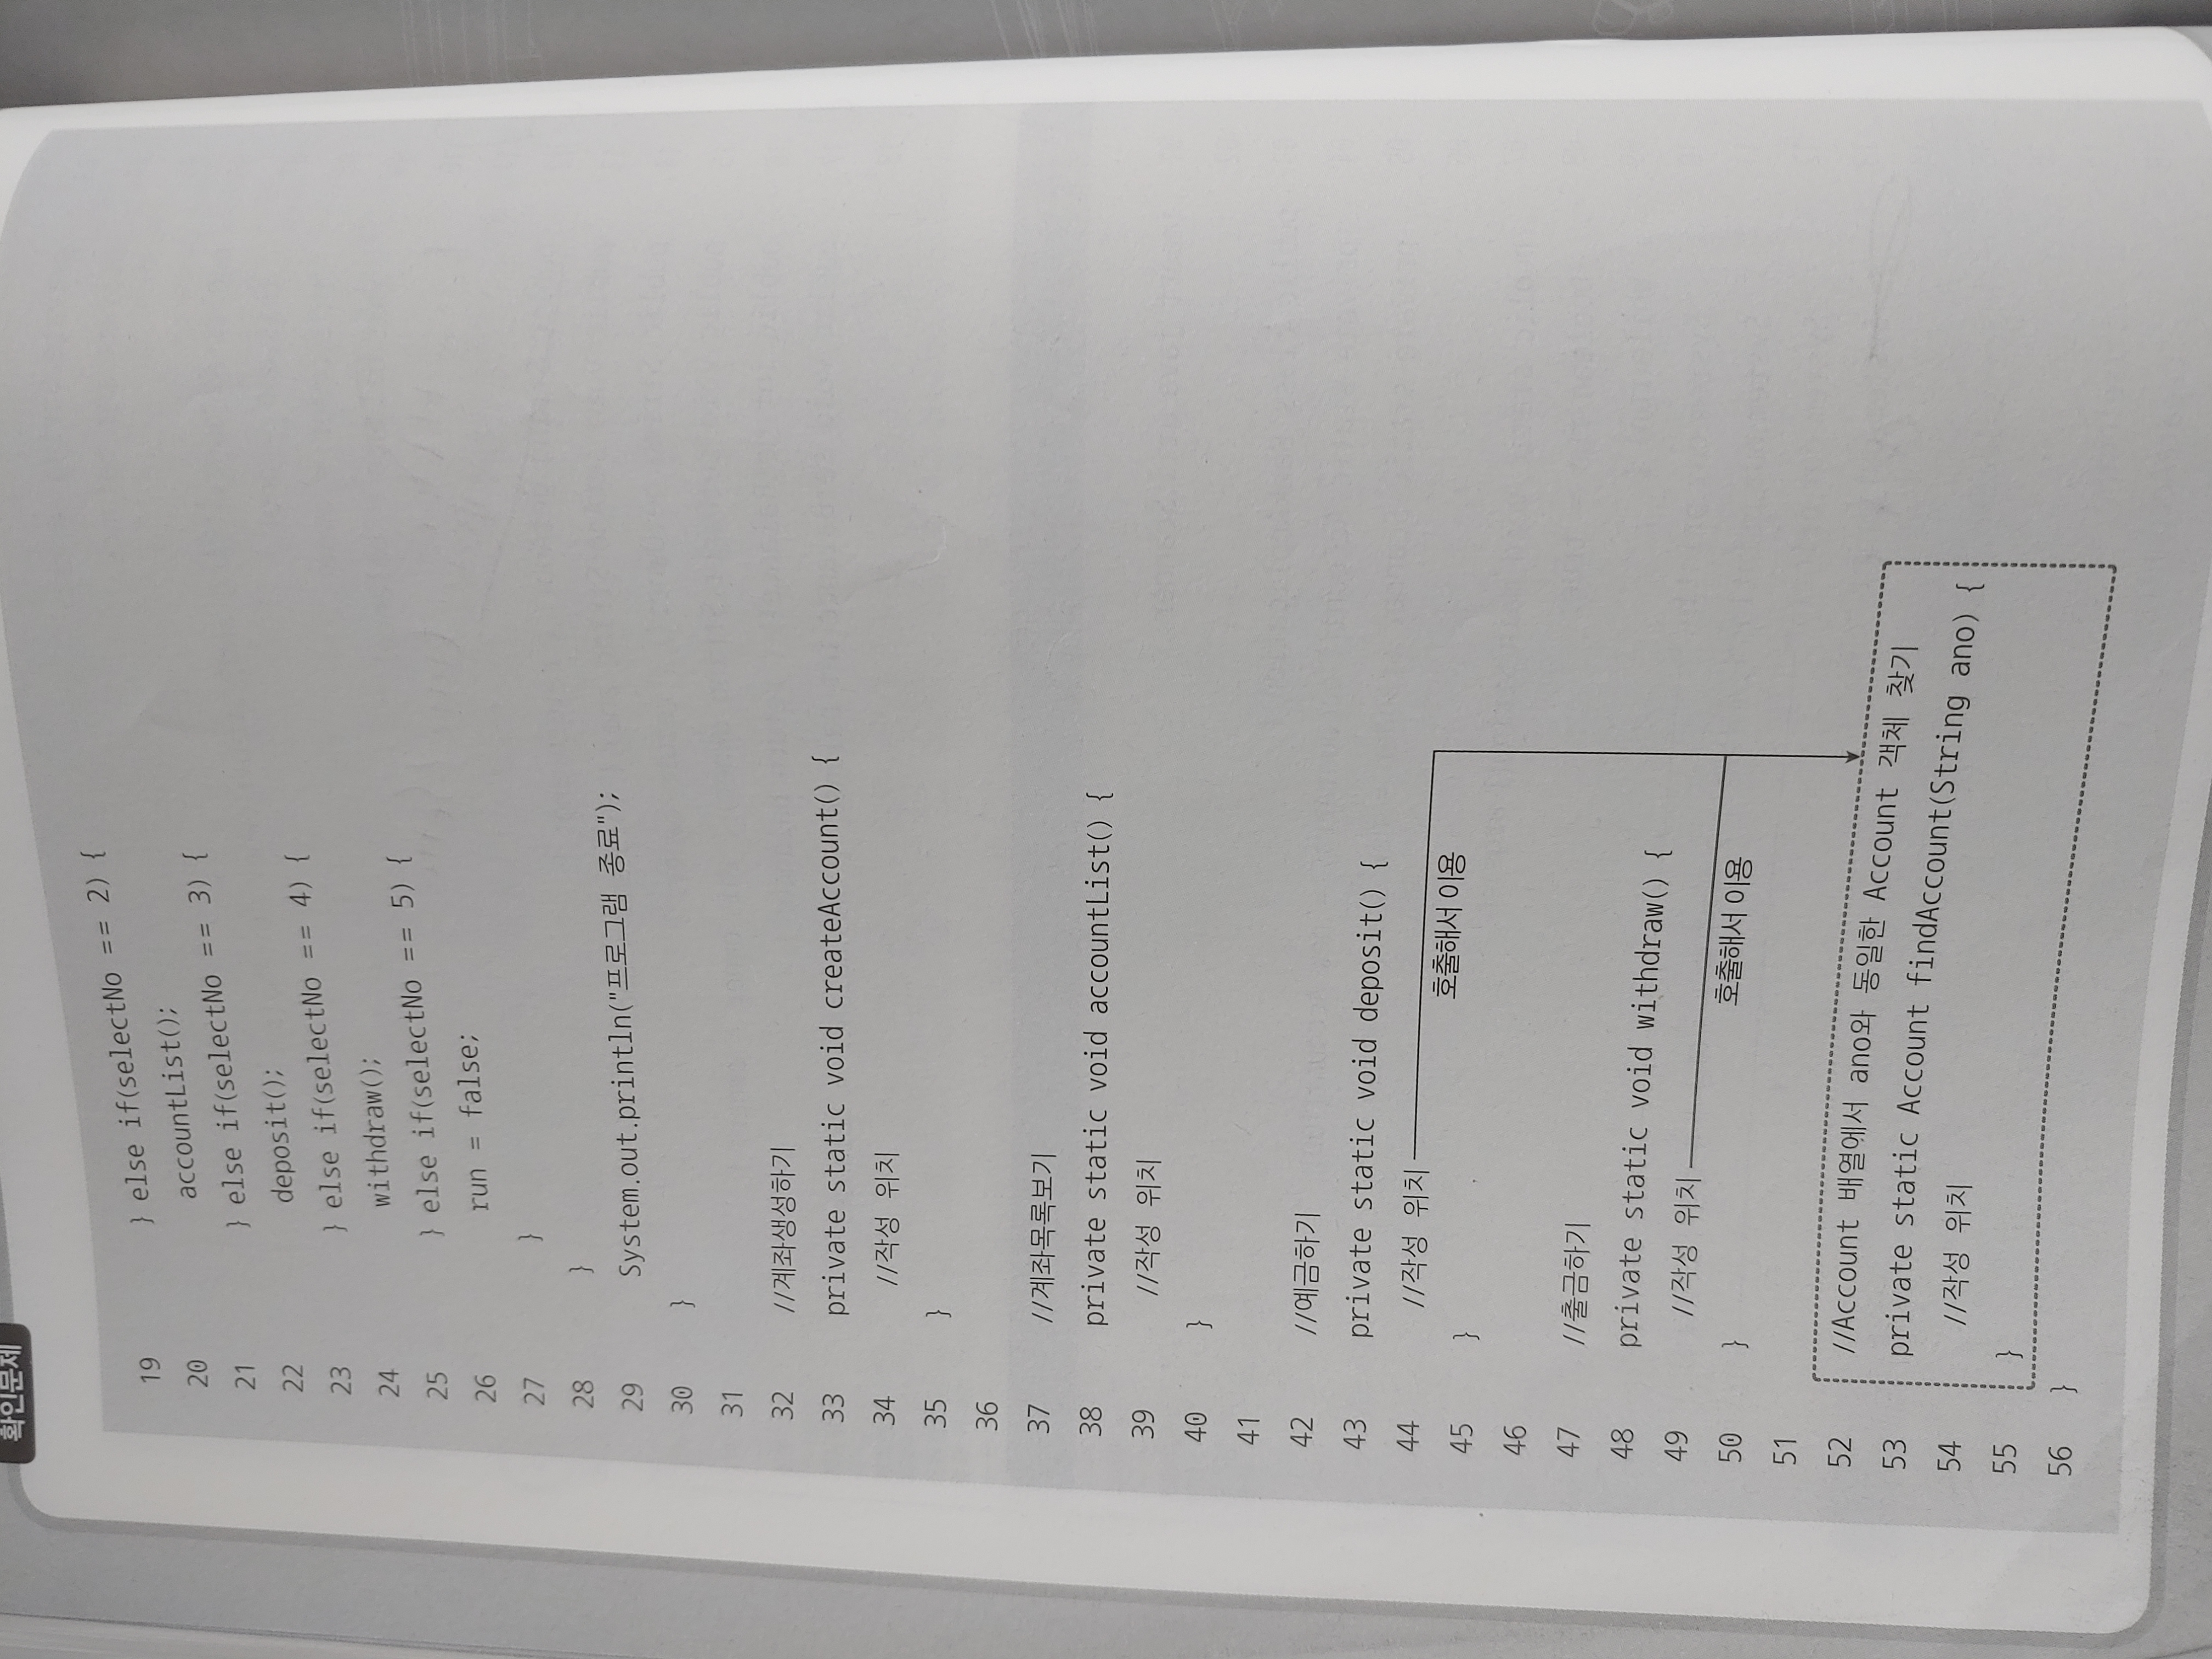 확인문제
19 } else if(selectNo == 2) {
20 accountList();
21 } else if(selectNo == 3) {
22 deposit();
23 } else if(selectNo == 4) {
24 withdraw();
25 } else if(selectNo == 5) {
26 run = false;
27 }
28 }
29 System.out.println("프로그램 종료");
30 }
31
32 //계좌생성하기
33 private static void createAccount() {
34 //작성 위치
35 }
36
37 //계좌목록보기
38 private static void accountList() {
39 //작성 위치
40 }
41
42 //예금하기
43 private static void deposit() {
44 //작성 위치
호출해서 이용
45 }
46
47 //출금하기
48 private static void withdraw() {
49 //작성 위치
호출해서 이용
50 }
51
52 //Account 배열에서 ano와 동일한 Account 객체 찾기
53 private static Account findAccount(String ano) {
54 //작성 위치
55 }
56 }